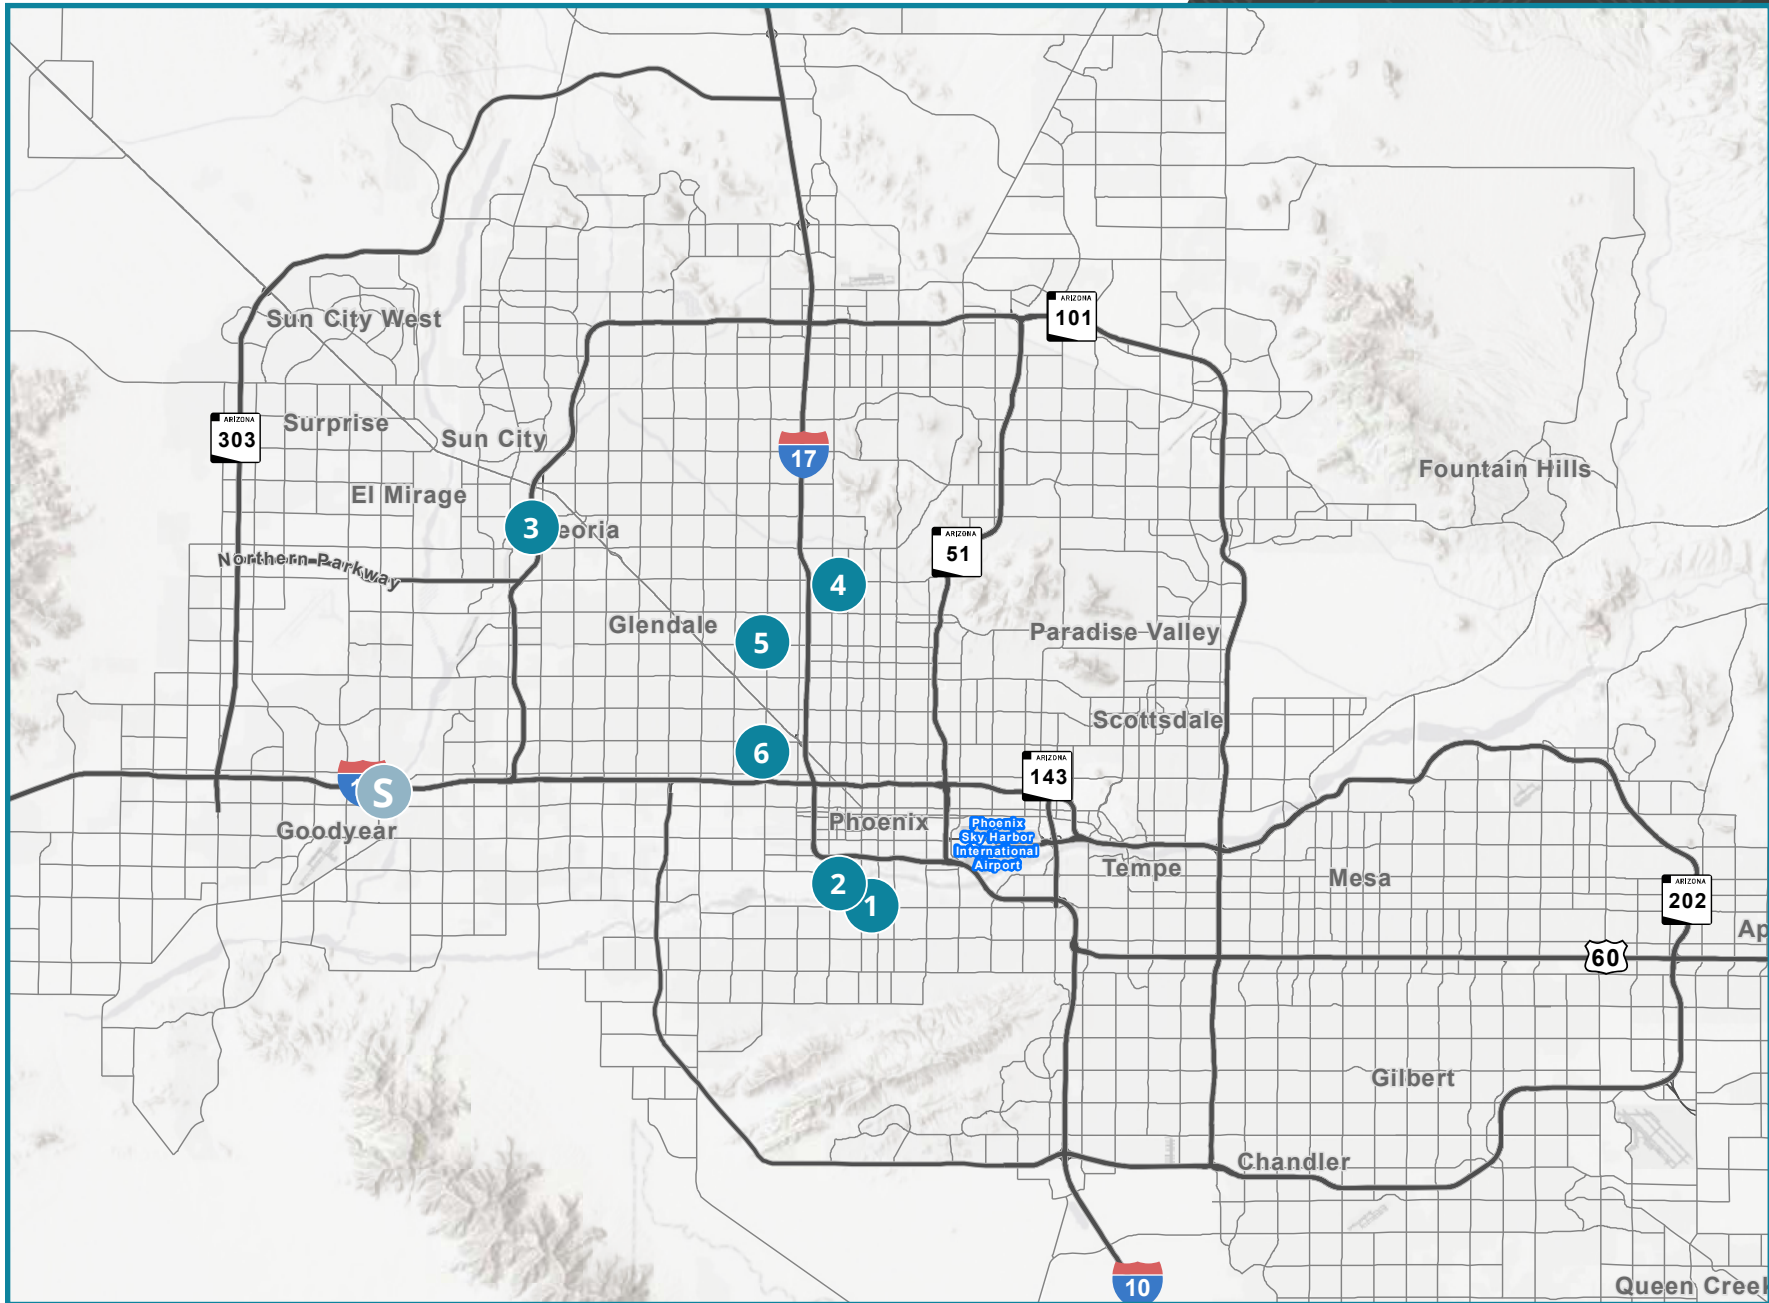 ARIZONA
101
Sun City West
ARIZONA
303
Surprise
Sun City
17
Fountain Hills
El Mirage
3
eoria
ARIZONA
51
Northern Parkway
4
Glendale
5
Paradise Valley
Scottsdale
6
ARIZONA
143
S
Goodyear
Phoenix
Phoenix
Sky Harbor
International
Airport
Tempe
Mesa
2
1
ARIZONA
202
Ap
60
Gilbert
Chandler
10
Queen Creek